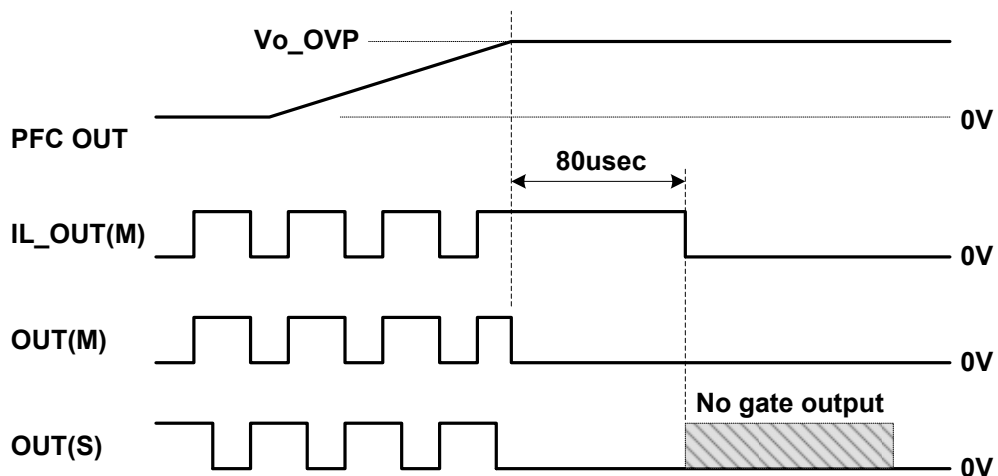 Vo_OVP
0V
PFC OUT
80usec
IL_OUT(M)
0V
OUT(M)
0V
No gate output
OUT(S)
0V